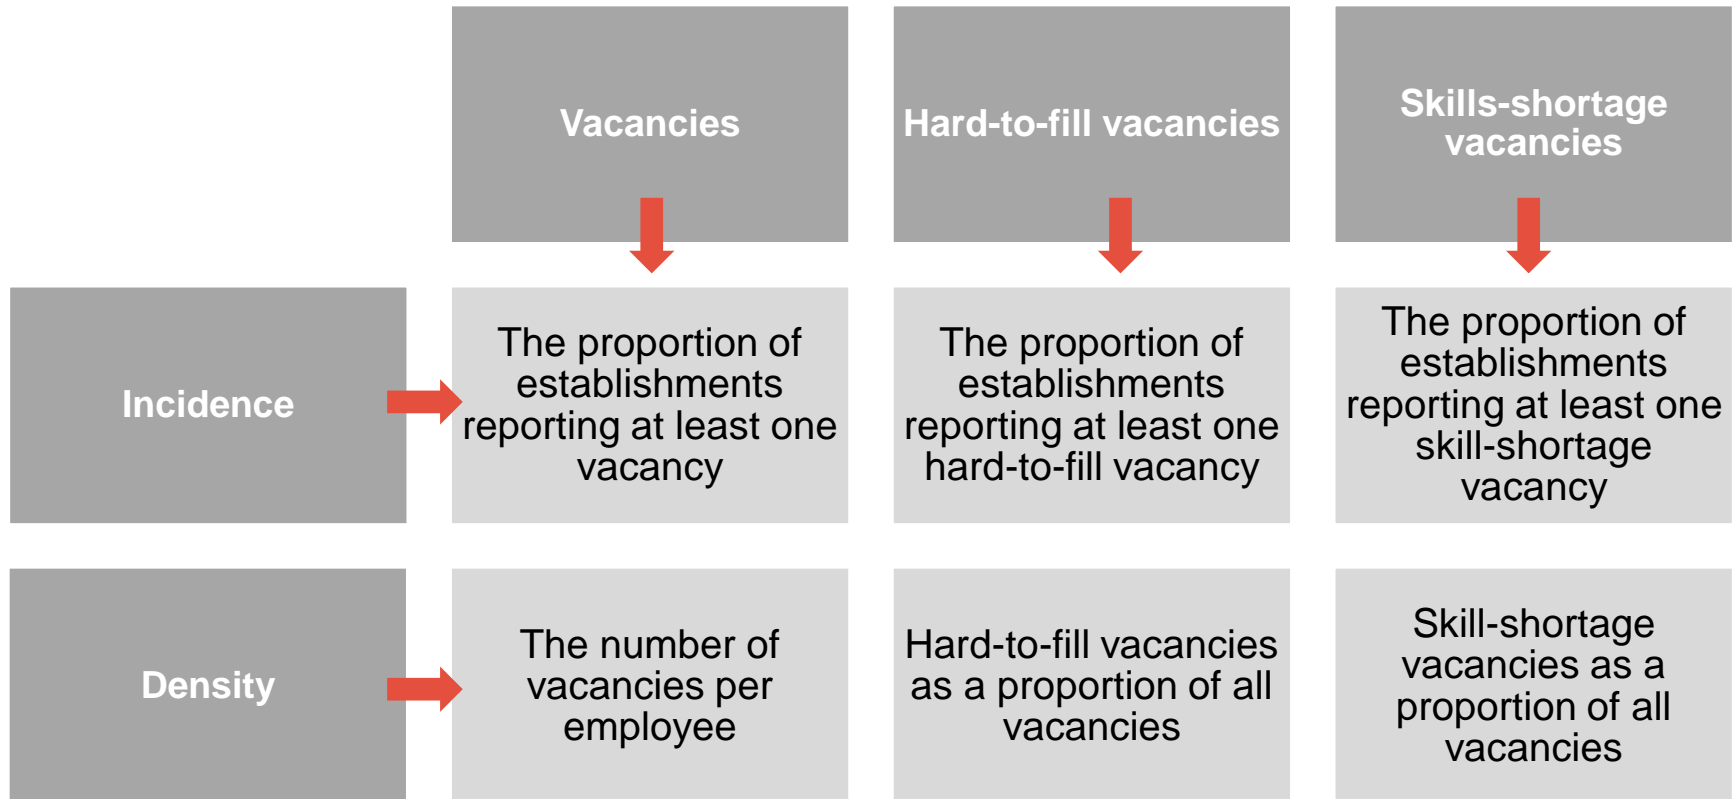 Vacancies
Hard-to-fill vacancies
Skills-shortage
vacancies
Incidence
The proportion of
establishments
reporting at least one
vacancy
The proportion of
establishments
reporting at least one
hard-to-fill vacancy
The proportion of
establishments
reporting at least one
skill-shortage
vacancy
Density
The number of
vacancies per
employee
Hard-to-fill vacancies
as a proportion of all
vacancies
Skill-shortage
vacancies as a
proportion of all
vacancies